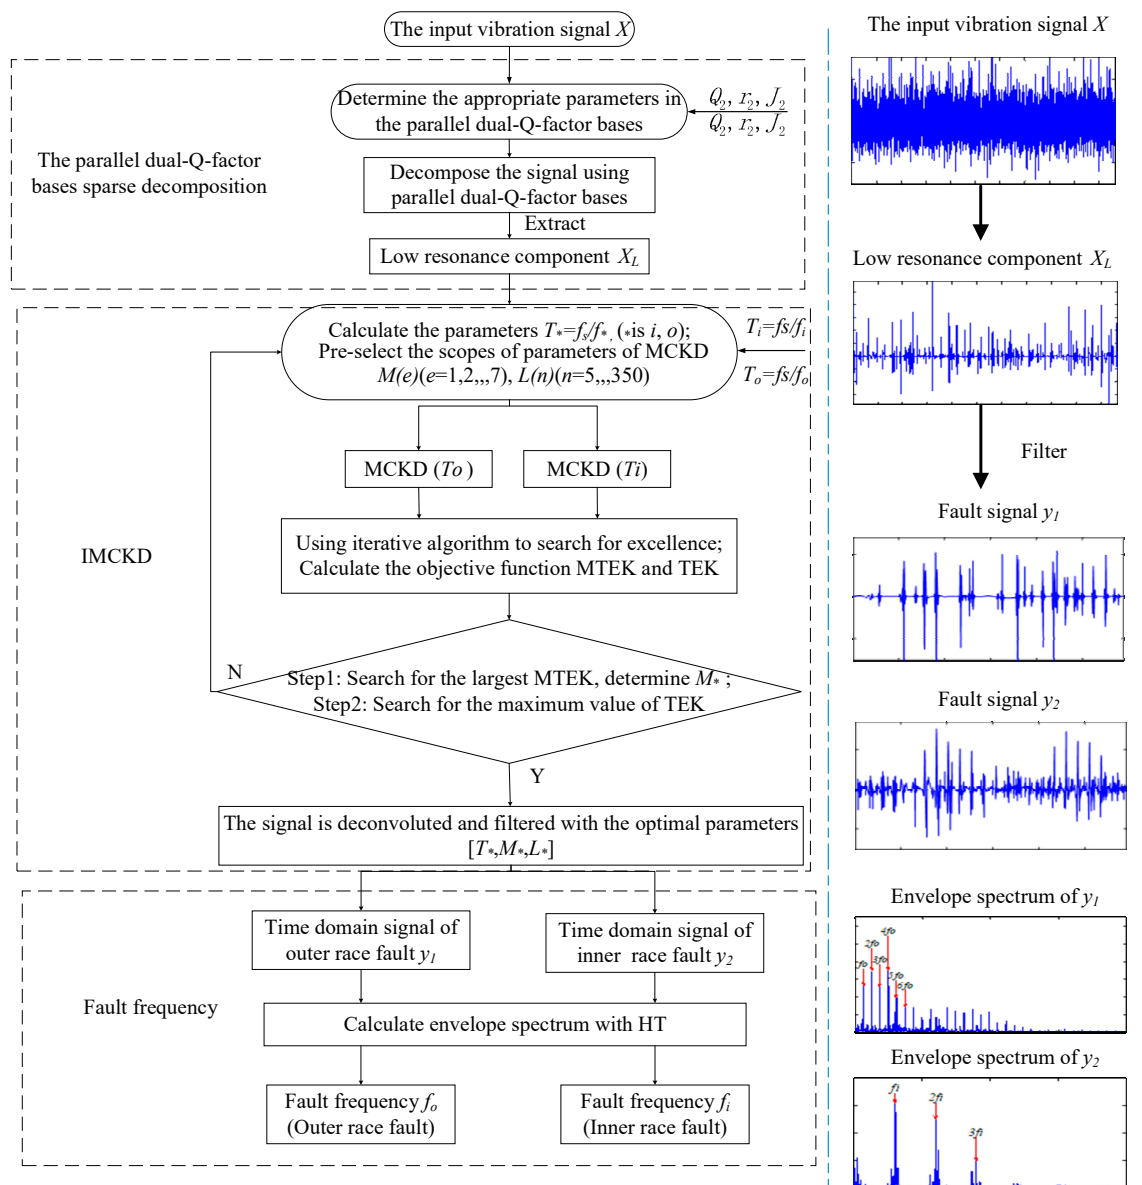 The input vibration signal X
Determine the appropriate parameters in
the parallel dual-Q-factor bases
Q2, r2, J2
Q2, r2, J2
The parallel dual-Q-factor
bases sparse decomposition
Decompose the signal using
parallel dual-Q-factor bases
Extract
Low resonance component XL
Calculate the parameters T*=fs/f*, (*is i, o);
Pre-select the scopes of parameters of MCKD
M(e)(e=1,2,,,7), L(n)(n=5,,,350)
Ti=fs/fi
To=fs/fo
MCKD (To )
MCKD (Ti)
IMCKD
Using iterative algorithm to search for excellence;
Calculate the objective function MTEK and TEK
N
Step1: Search for the largest MTEK, determine M* ;
Step2: Search for the maximum value of TEK
Y
The signal is deconvoluted and filtered with the optimal parameters
[T*,M*,L*]
Fault frequency
Time domain signal of
outer race fault y1
Time domain signal of
inner race fault y2
Calculate envelope spectrum with HT
Fault frequency fo
(Outer race fault)
Fault frequency fi
(Inner race fault)
The input vibration signal X
Low resonance component XL
Filter
Fault signal y1
Fault signal y2
Envelope spectrum of y1
fo
2fo
3fo
4fo
5fo
6fo
Envelope spectrum of y2
fi
2fi
3fi